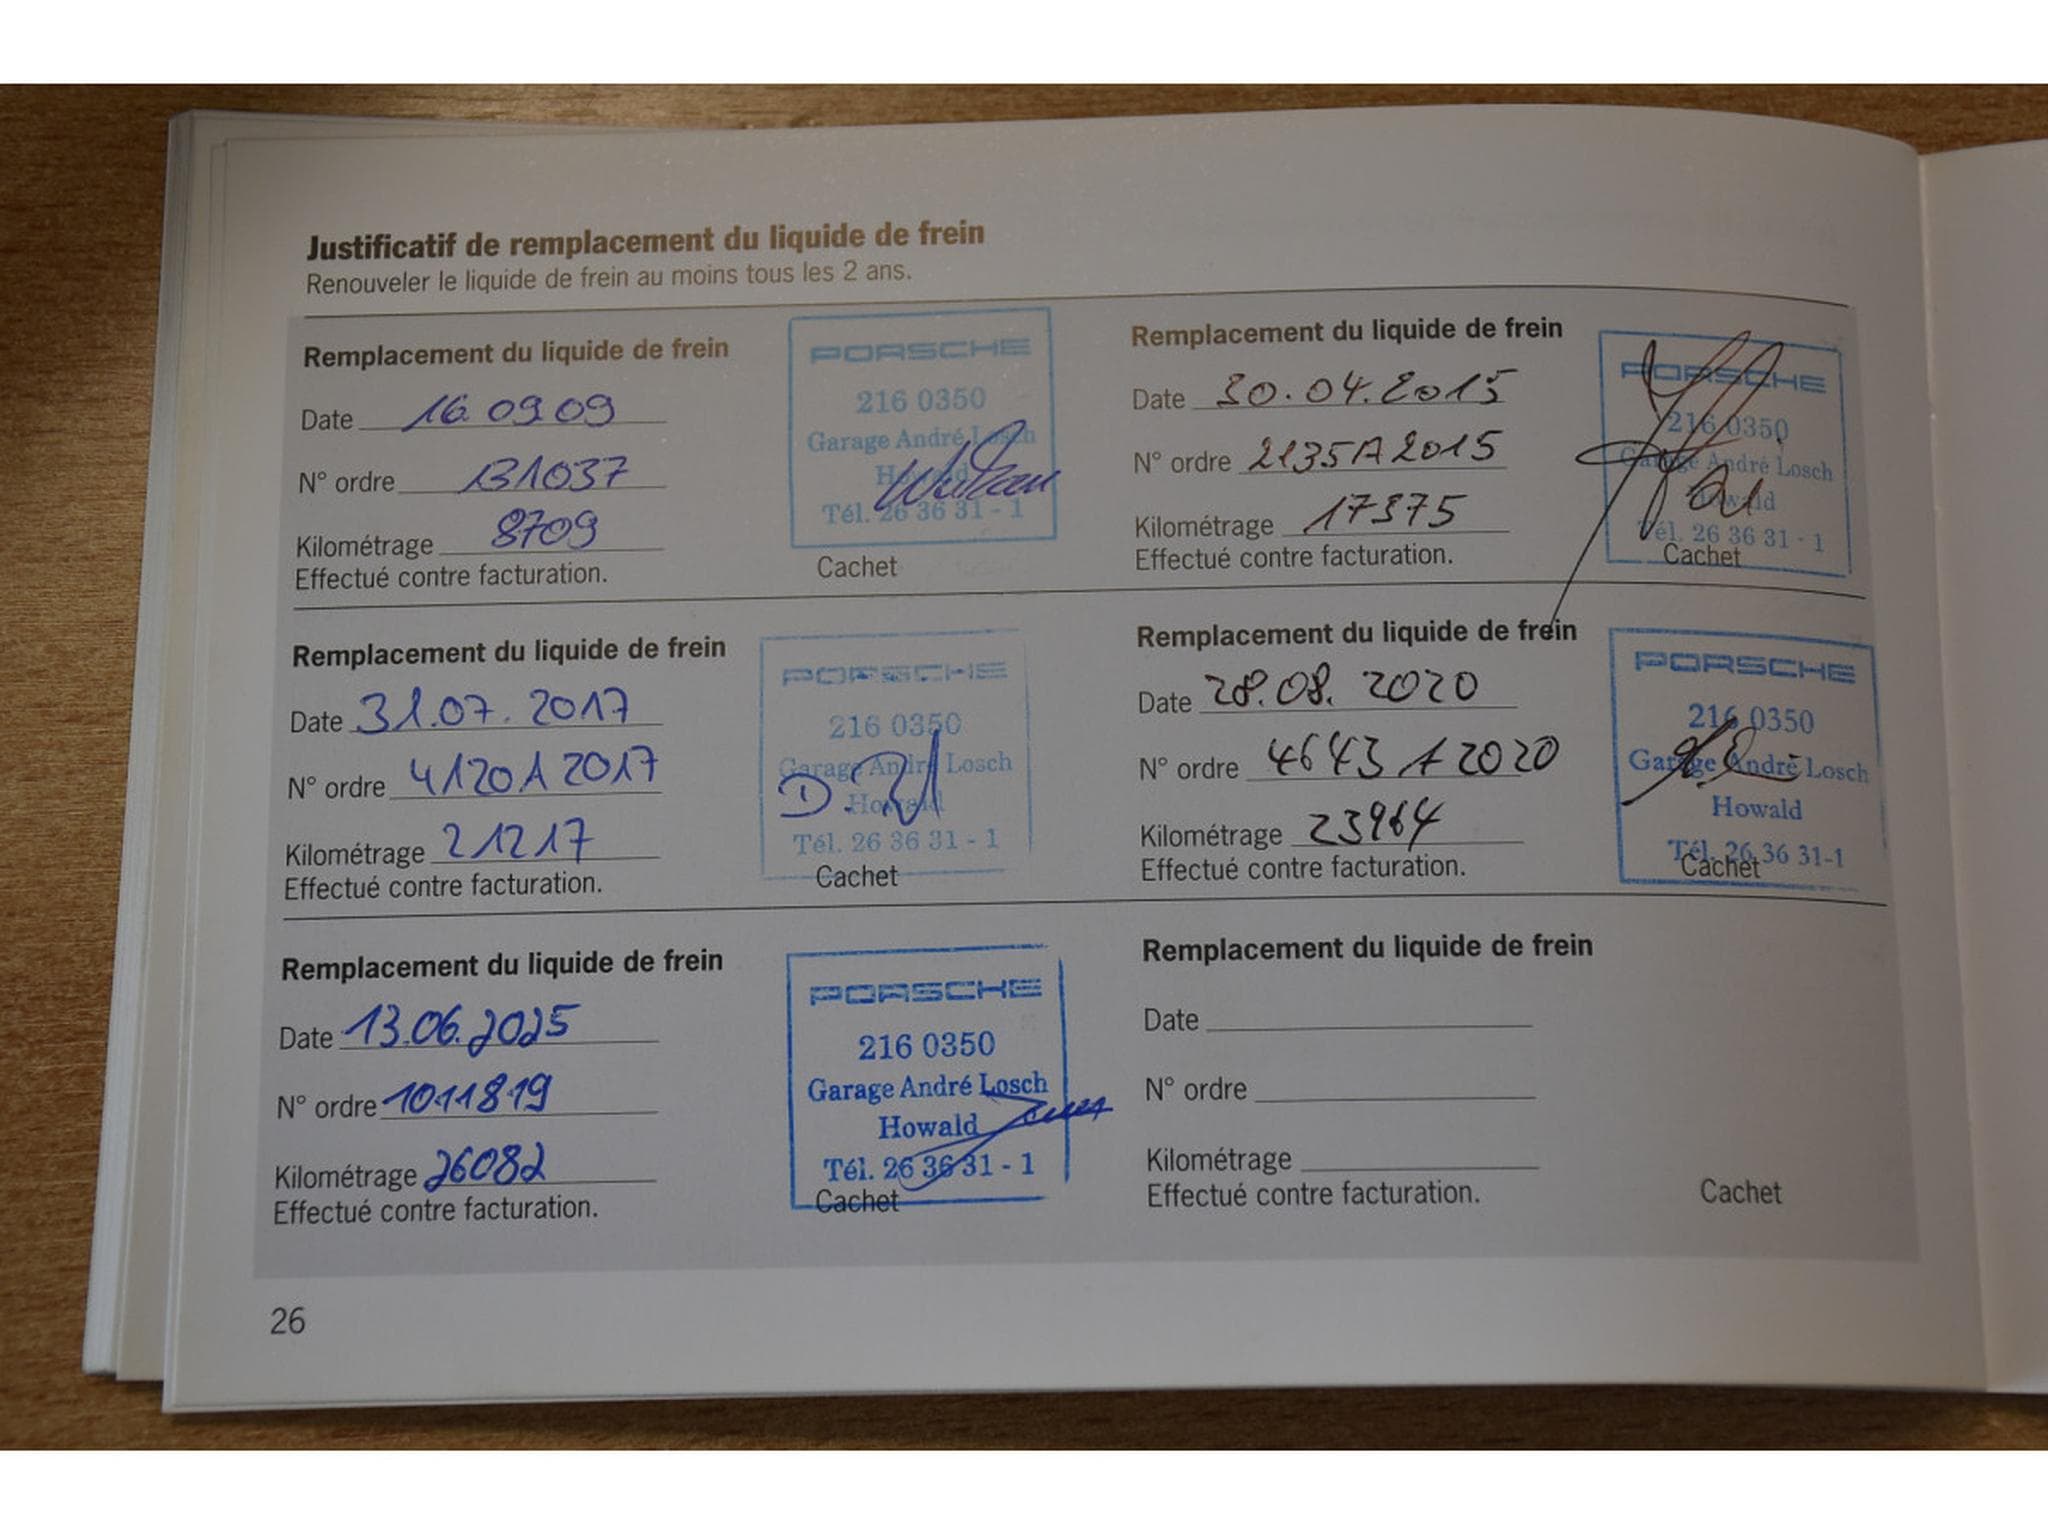 Justificatif de remplacement du liquide de frein
Renouveler le liquide de frein au moins tous les 2 ans.
Remplacement du liquide de frein
Date 16.09.09
N° ordre 131037
Kilométrage 8709
Effectué contre facturation.
PORSCHE
216 0350
Garage André Losch
Howald
Tél. 26 36 31 - 1
Cachet
Remplacement du liquide de frein
Date 30.04.2015
N° ordre 2135A2015
Kilométrage 17375
Effectué contre facturation.
PORSCHE
216 0350
Garage André Losch
Howald
Tél. 26 36 31 - 1
Cachet
Remplacement du liquide de frein
Date 31.07.2017
N° ordre 4120A2017
Kilométrage 21217
Effectué contre facturation.
PORSCHE
216 0350
Garage André Losch
Howald
Tél. 26 36 31 - 1
Cachet
Remplacement du liquide de frein
Date 28.08.2020
N° ordre 4643A2020
Kilométrage 23964
Effectué contre facturation.
PORSCHE
216 0350
Garage André Losch
Howald
Tél. 26 36 31-1
Cachet
Remplacement du liquide de frein
Date 13.06.2025
N° ordre 1011819
Kilométrage 26082
Effectué contre facturation.
PORSCHE
216 0350
Garage André Losch
Howald
Tél. 26 36 31 - 1
Cachet
Remplacement du liquide de frein
Date
N° ordre
Kilométrage
Effectué contre facturation.
Cachet
26